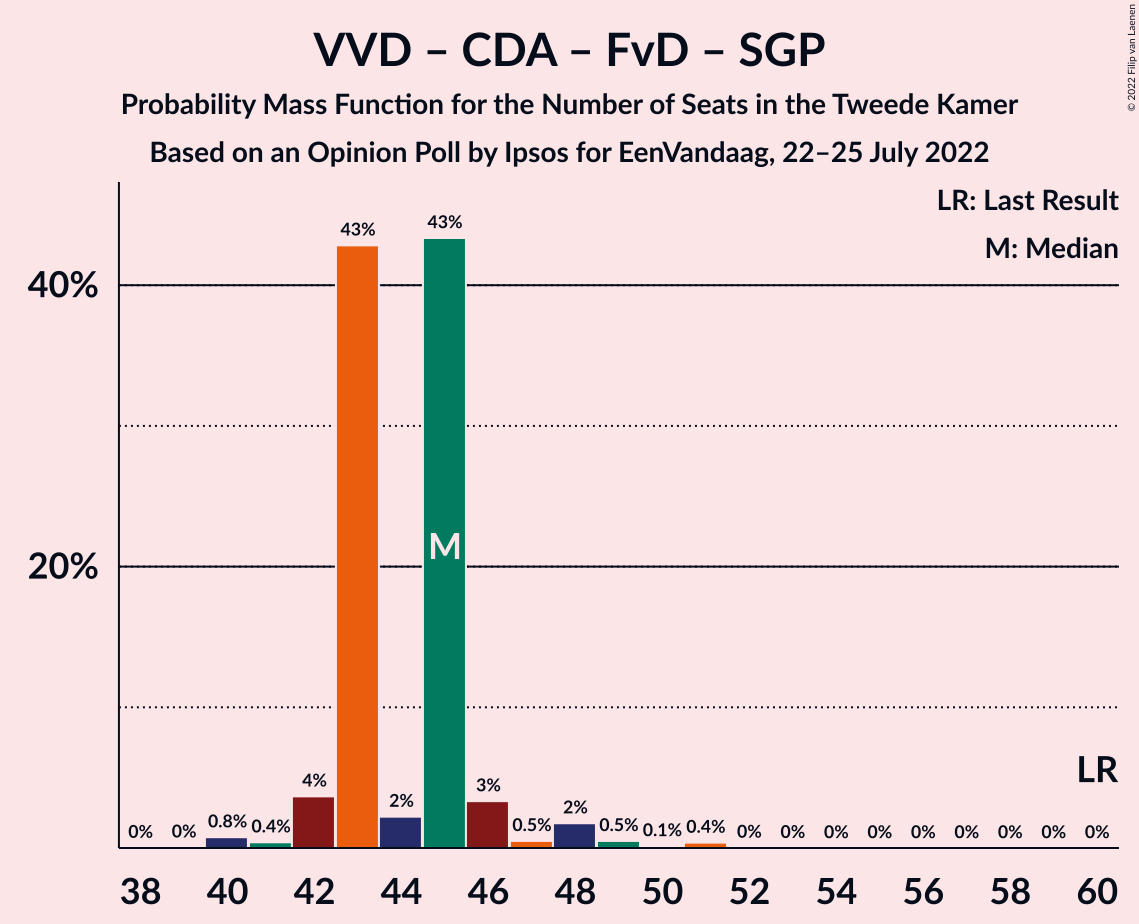 VVD – CDA – FvD – SGP
Probability Mass Function for the Number of Seats in the Tweede Kamer
Based on an Opinion Poll by Ipsos for EenVandaag, 22–25 July 2022
© 2022 Filip van Laenen
LR: Last Result
M: Median
40%
20%
0% 0% 0.8% 0.4% 4% 43% 2% 43% 3% 0.5% 2% 0.5% 0.1% 0.4% 0% 0% 0% 0% 0% 0% 0% 0% 0%
M
LR
38 40 42 44 46 48 50 52 54 56 58 60